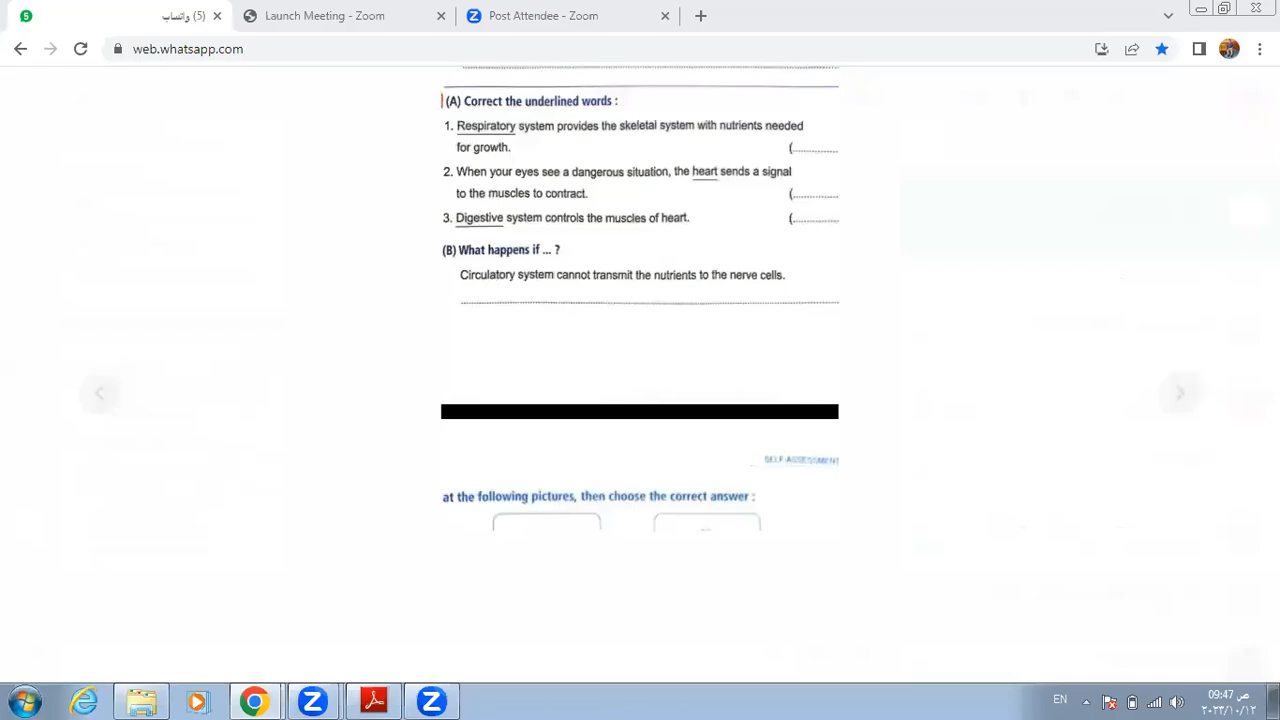 (5) واتساب
Launch Meeting - Zoom
Post Attendee - Zoom
web.whatsapp.com
(A) Correct the underlined words :
1. Respiratory system provides the skeletal system with nutrients needed
for growth. (....................
2. When your eyes see a dangerous situation, the heart sends a signal
to the muscles to contract. (....................
3. Digestive system controls the muscles of heart. (....................
(B) What happens if ... ?
Circulatory system cannot transmit the nutrients to the nerve cells.
SELF-ASSESSMENT
at the following pictures, then choose the correct answer :
EN
09:47 ص
٢٠٢٢/١٠/١٢